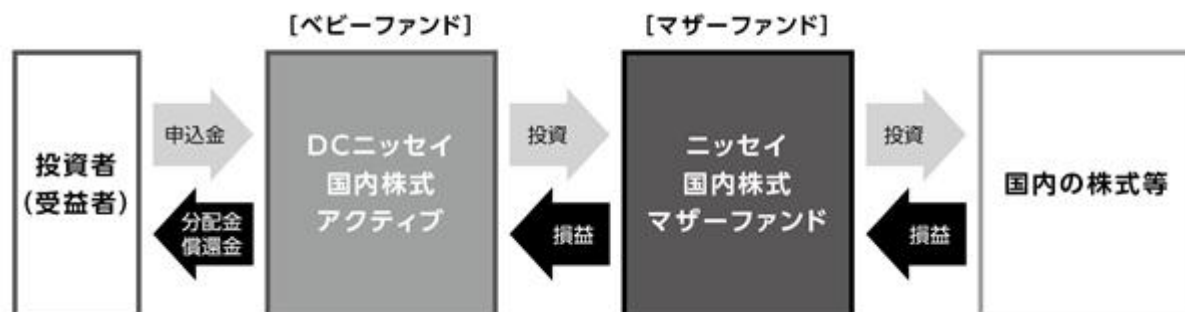 [ベビーファンド]
[マザーファンド]
投資者
(受益者)
申込金
分配金
償還金
DCニッセイ
国内株式
アクティブ
投資
損益
ニッセイ
国内株式
マザーファンド
投資
損益
国内の株式等